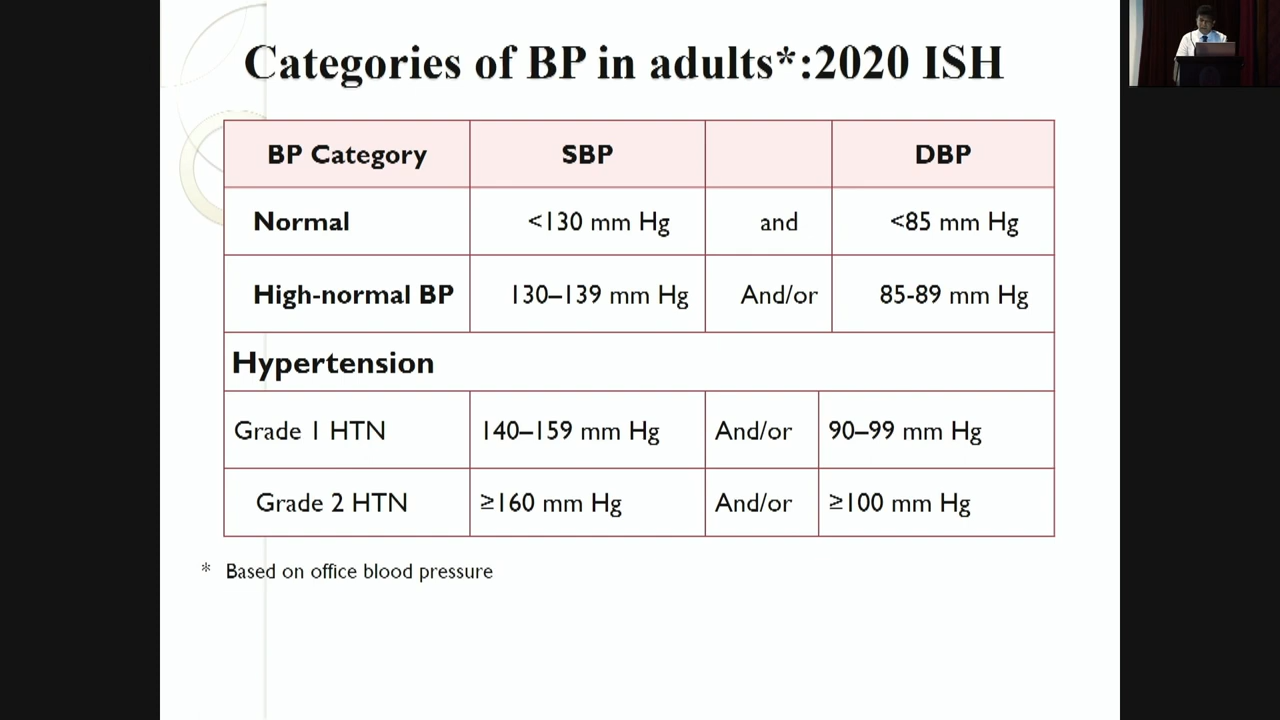 Categories of BP in adults*:2020 ISH
BP Category SBP DBP
Normal <130 mm Hg and <85 mm Hg
High-normal BP 130–139 mm Hg And/or 85-89 mm Hg
Hypertension
Grade 1 HTN 140–159 mm Hg And/or 90–99 mm Hg
Grade 2 HTN ≥160 mm Hg And/or ≥100 mm Hg
* Based on office blood pressure